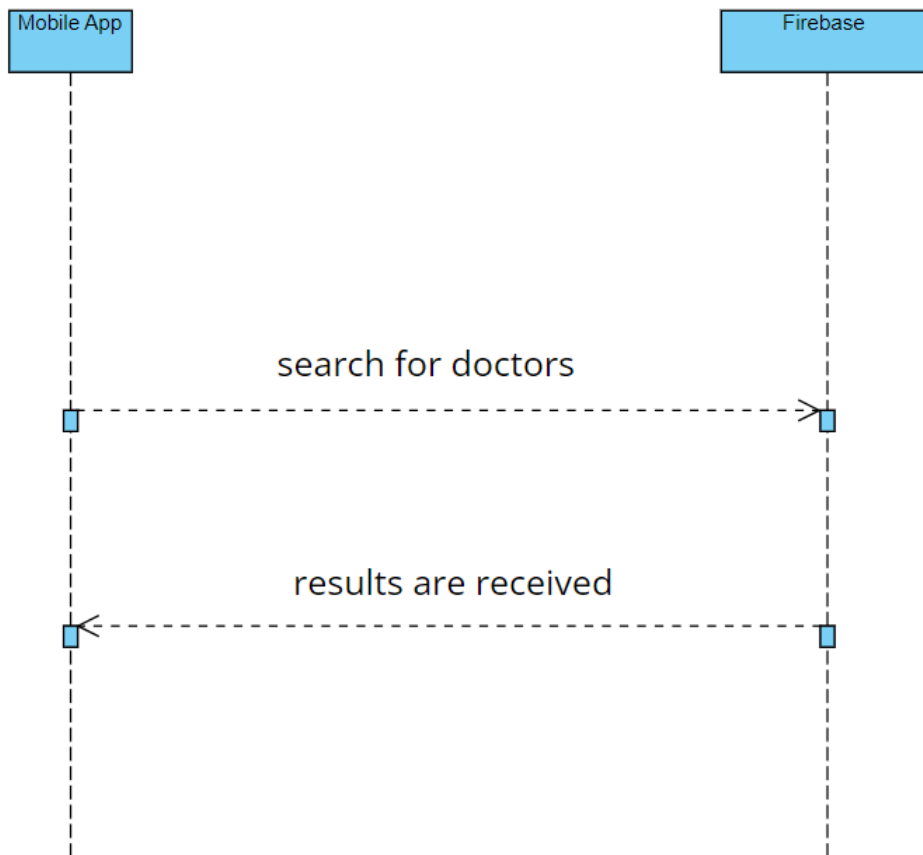 Mobile App
Firebase
search for doctors
results are received